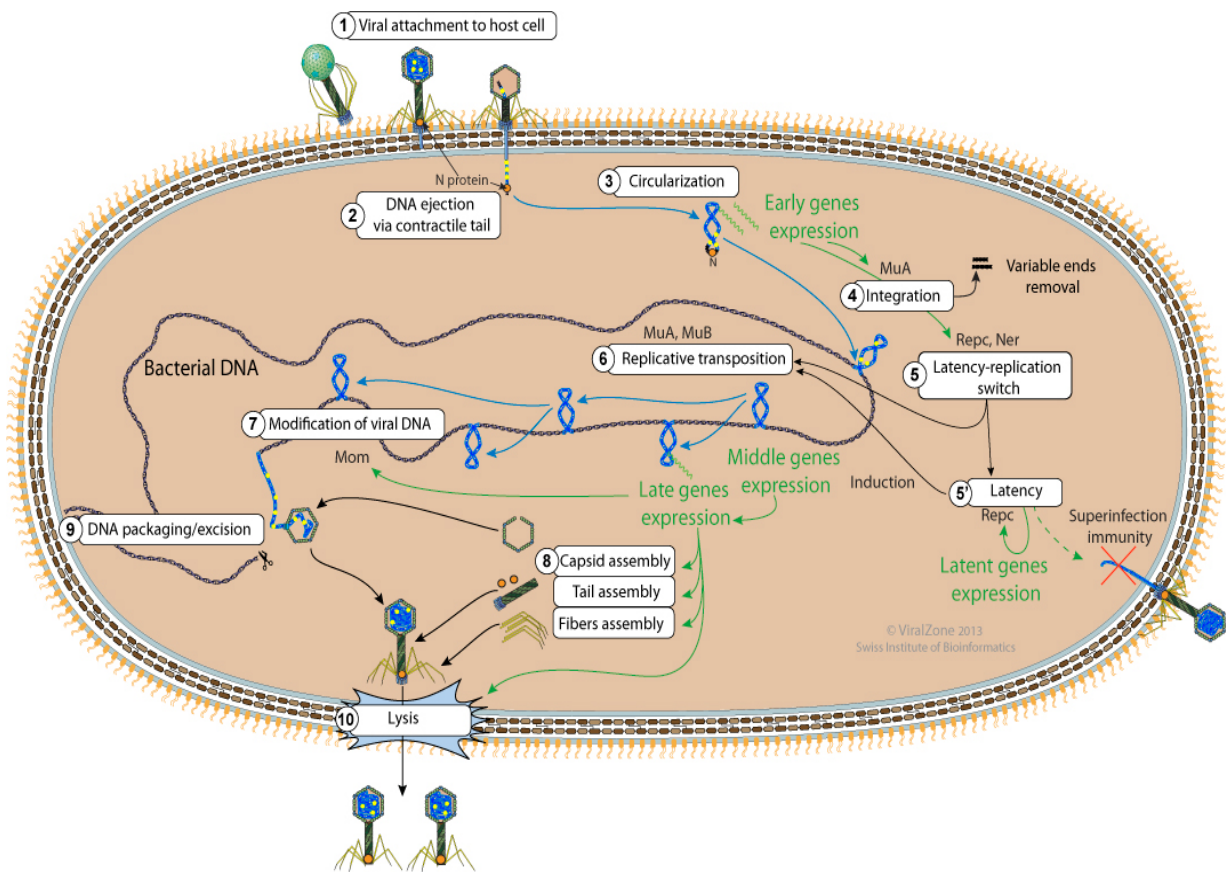 1 Viral attachment to host cell
N protein
2 DNA ejection
via contractile tail
3 Circularization
N
Early genes
expression
MuA
4 Integration
Variable ends
removal
Repc, Ner
5 Latency-replication
switch
MuA, MuB
6 Replicative transposition
Bacterial DNA
7 Modification of viral DNA
Mom
Middle genes
expression
Late genes
expression
Induction
5' Latency
Repc
Superinfection
immunity
Latent genes
expression
9 DNA packaging/excision
8 Capsid assembly
Tail assembly
Fibers assembly
© ViralZone 2013
Swiss Institute of Bioinformatics
10 Lysis